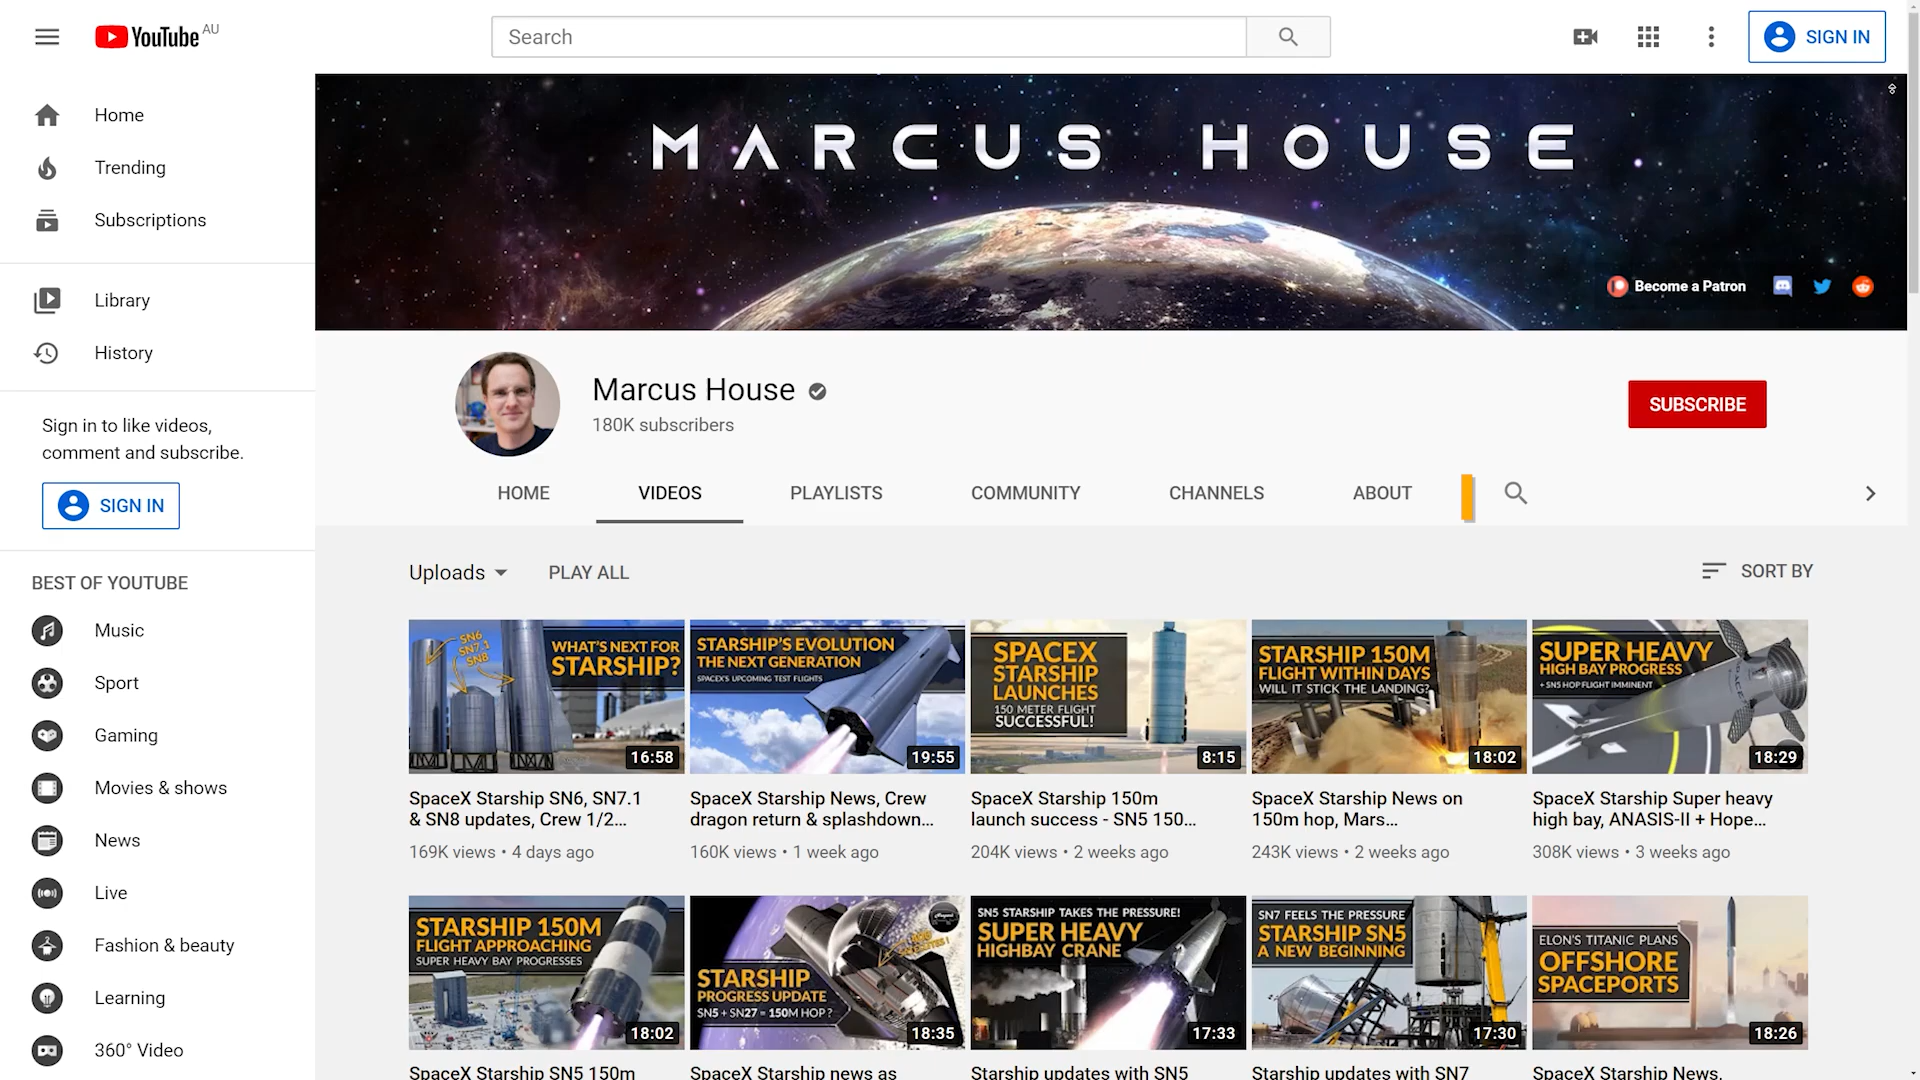 YouTube AU
Search
SIGN IN
Home
Trending
Subscriptions
Library
History
Sign in to like videos,
comment and subscribe.
SIGN IN
BEST OF YOUTUBE
Music
Sport
Gaming
Movies & shows
News
Live
Fashion & beauty
Learning
360° Video
MARCUS HOUSE
Become a Patron
Marcus House
180K subscribers
SUBSCRIBE
HOME
VIDEOS
PLAYLISTS
COMMUNITY
CHANNELS
ABOUT
Uploads
PLAY ALL
SORT BY
SN6
SN7.1
SN8
WHAT'S NEXT FOR
STARSHIP?
16:58
SpaceX Starship SN6, SN7.1
& SN8 updates, Crew 1/2...
169K views • 4 days ago
STARSHIP'S EVOLUTION
THE NEXT GENERATION
SPACEX'S UPCOMING TEST FLIGHTS
19:55
SpaceX Starship News, Crew
dragon return & splashdown...
160K views • 1 week ago
SPACEX
STARSHIP
LAUNCHES
150 METER FLIGHT
SUCCESSFUL!
8:15
SpaceX Starship 150m
launch success - SN5 150...
204K views • 2 weeks ago
STARSHIP 150M
FLIGHT WITHIN DAYS
WILL IT STICK THE LANDING?
18:02
SpaceX Starship News on
150m hop, Mars...
243K views • 2 weeks ago
SUPER HEAVY
HIGH BAY PROGRESS
+ SN5 HOP FLIGHT IMMINENT
18:29
SpaceX Starship Super heavy
high bay, ANASIS-II + Hope...
308K views • 3 weeks ago
STARSHIP 150M
FLIGHT APPROACHING
SUPER HEAVY BAY PROGRESSES
18:02
SpaceX Starship SN5 150m
STARSHIP
PROGRESS UPDATE
SN5 + SN27 = 150M HOP?
18:35
SpaceX Starship news as
SN5 STARSHIP TAKES THE PRESSURE!
SUPER HEAVY
HIGHBAY CRANE
17:33
Starship updates with SN5
SN7 FEELS THE PRESSURE
STARSHIP SN5
A NEW BEGINNING
17:30
Starship updates with SN7
ELON'S TITANIC PLANS
OFFSHORE
SPACEPORTS
18:26
SpaceX Starship News,